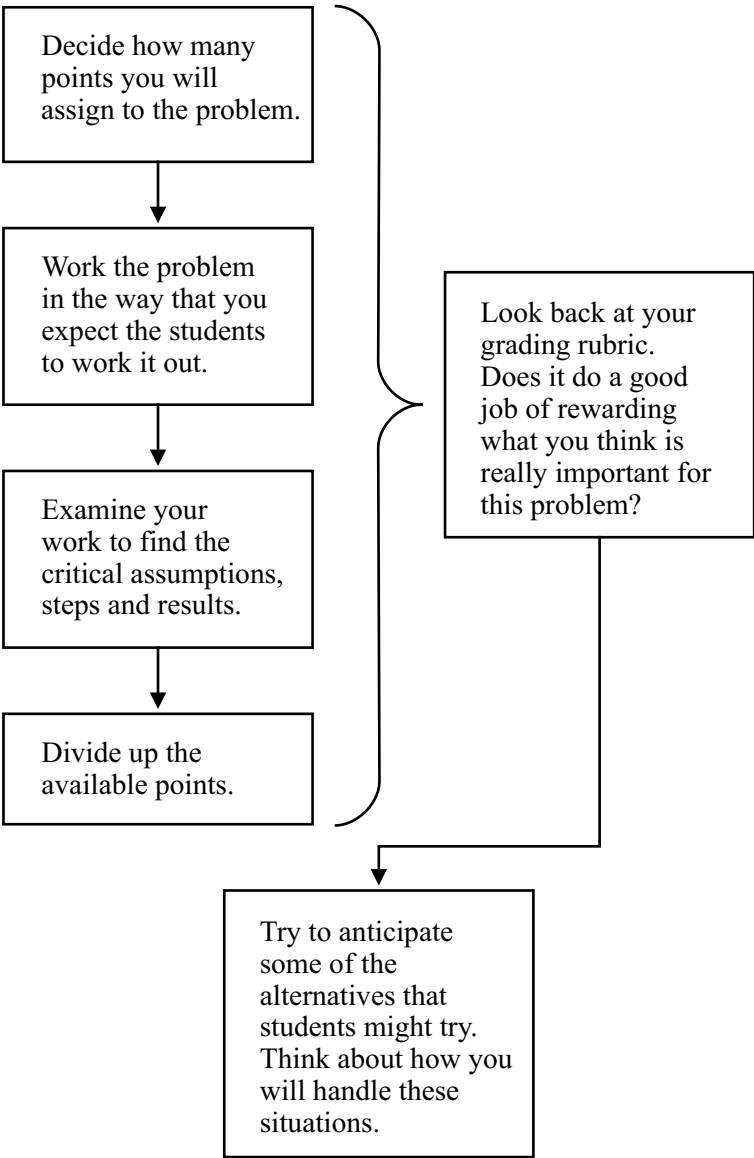 Decide how many
points you will
assign to the problem.
Work the problem
in the way that you
expect the students
to work it out.
Examine your
work to find the
critical assumptions,
steps and results.
Divide up the
available points.
Look back at your
grading rubric.
Does it do a good
job of rewarding
what you think is
really important for
this problem?
Try to anticipate
some of the
alternatives that
students might try.
Think about how you
will handle these
situations.